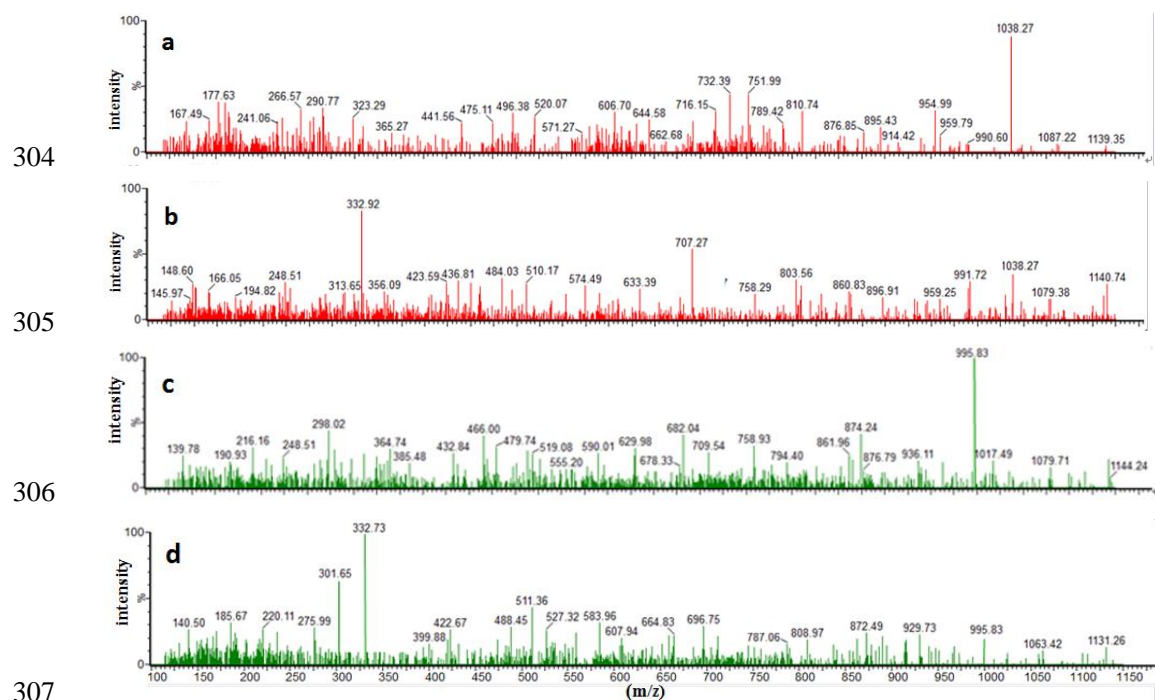 100
a
intensity
%
0
167.49 177.63 241.06 266.57 290.77 323.29 365.27 441.56 475.11 496.38 520.07 571.27 606.70 644.58 662.68 716.15 732.39 751.99 789.42 810.74 876.85 895.43 914.42 954.99 959.79 990.60 1038.27 1087.22 1139.35
304
100
b
intensity
%
0
145.97 148.60 166.05 194.82 248.51 313.65 332.92 356.09 423.59 436.81 484.03 510.17 574.49 633.39 707.27 758.29 803.56 860.83 896.91 959.25 991.72 1038.27 1079.38 1140.74
305
100
c
intensity
%
0
139.78 190.93 216.16 248.51 298.02 364.74 385.48 432.84 466.00 479.74 519.08 555.20 590.01 629.98 678.33 682.04 709.54 758.93 794.40 861.96 874.24 876.79 936.11 995.83 1017.49 1079.71 1144.24
306
100
d
intensity
%
0
140.50 185.67 220.11 275.99 301.65 332.73 399.88 422.67 488.45 511.36 527.32 583.96 607.94 664.83 696.75 787.06 808.97 872.49 929.73 995.83 1063.42 1131.26
100 150 200 250 300 350 400 450 500 550 600 650 700 750 800 850 900 950 1000 1050 1100 1150
(m/z)
307